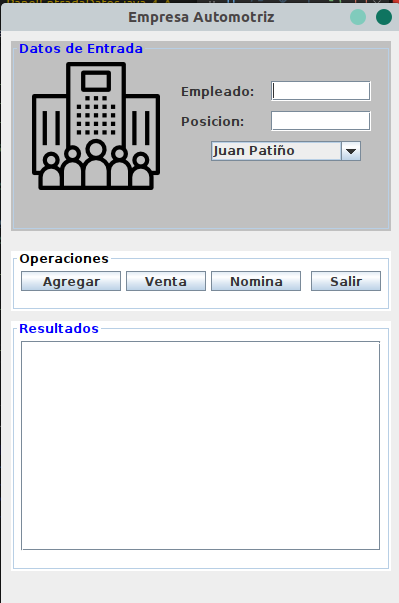 Empresa Automotriz
Datos de Entrada
Empleado:
Posicion:
Juan Patiño
Operaciones
Agregar Venta Nomina Salir
Resultados